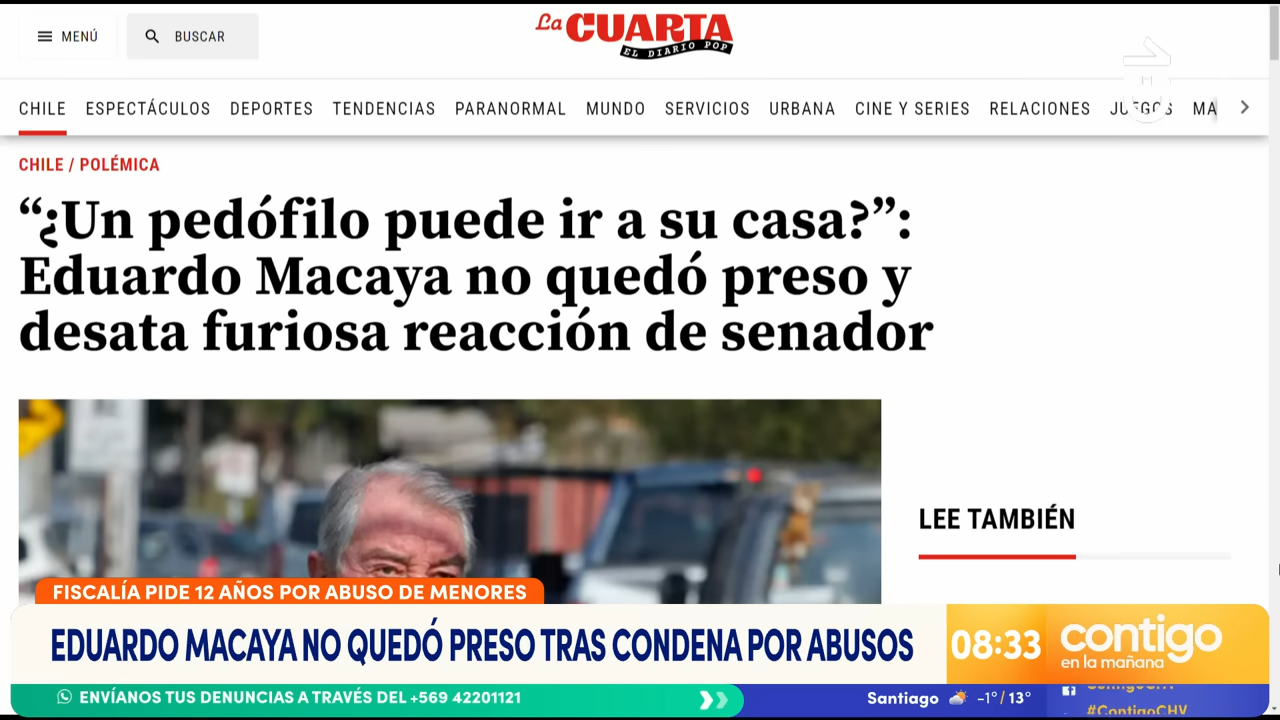 MENÚ
BUSCAR
La CUARTA
EL DIARIO POP
CHILE ESPECTÁCULOS DEPORTES TENDENCIAS PARANORMAL MUNDO SERVICIOS URBANA CINE Y SERIES RELACIONES JUEGOS MA
CHILE / POLÉMICA
“¿Un pedófilo puede ir a su casa?”:
Eduardo Macaya no quedó preso y
desata furiosa reacción de senador
LEE TAMBIÉN
FISCALÍA PIDE 12 AÑOS POR ABUSO DE MENORES
EDUARDO MACAYA NO QUEDÓ PRESO TRAS CONDENA POR ABUSOS
08:33
contigo
en la mañana
ENVÍANOS TUS DENUNCIAS A TRAVÉS DEL +569 42201121
Santiago -1° / 13°
#ContigoCHV